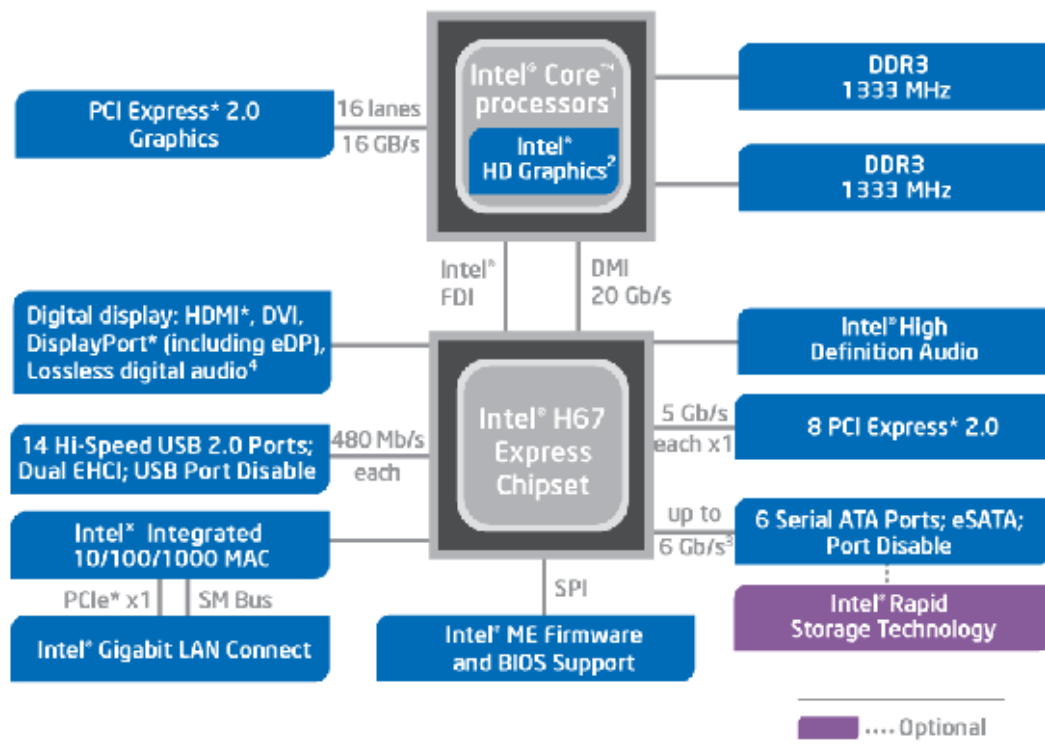 Intel® Core™
processors¹
Intel®
HD Graphics²
PCI Express* 2.0
Graphics
16 lanes
16 GB/s
DDR3
1333 MHz
DDR3
1333 MHz
Intel®
FDI
DMI
20 Gb/s
Digital display: HDMI*, DVI,
DisplayPort* (including eDP),
Lossless digital audio⁴
Intel® High
Definition Audio
Intel® H67
Express
Chipset
5 Gb/s
each x1
8 PCI Express* 2.0
14 Hi-Speed USB 2.0 Ports;
Dual EHCI; USB Port Disable
480 Mb/s
each
up to
6 Gb/s³
6 Serial ATA Ports; eSATA;
Port Disable
Intel® Integrated
10/100/1000 MAC
PCIe* x1
SM Bus
SPI
Intel® Rapid
Storage Technology
Intel® Gigabit LAN Connect
Intel® ME Firmware
and BIOS Support
.... Optional